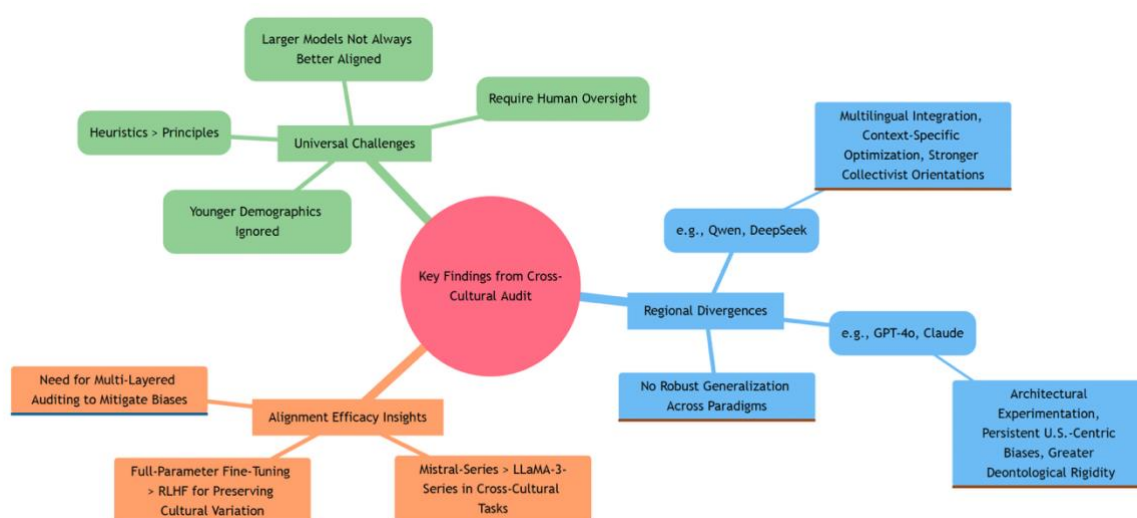 Larger Models Not Always
Better Aligned
Require Human Oversight
Heuristics > Principles
Universal Challenges
Younger Demographics
Ignored
Key Findings from Cross-
Cultural Audit
Multilingual Integration,
Context-Specific
Optimization, Stronger
Collectivist Orientations
e.g., Qwen, DeepSeek
Regional Divergences
e.g., GPT-4o, Claude
No Robust Generalization
Across Paradigms
Architectural
Experimentation,
Persistent U.S.-Centric
Biases, Greater
Deontological Rigidity
Need for Multi-Layered
Auditing to Mitigate Biases
Alignment Efficacy Insights
Full-Parameter Fine-Tuning
> RLHF for Preserving
Cultural Variation
Mistral-Series > LLaMA-3-
Series in Cross-Cultural
Tasks